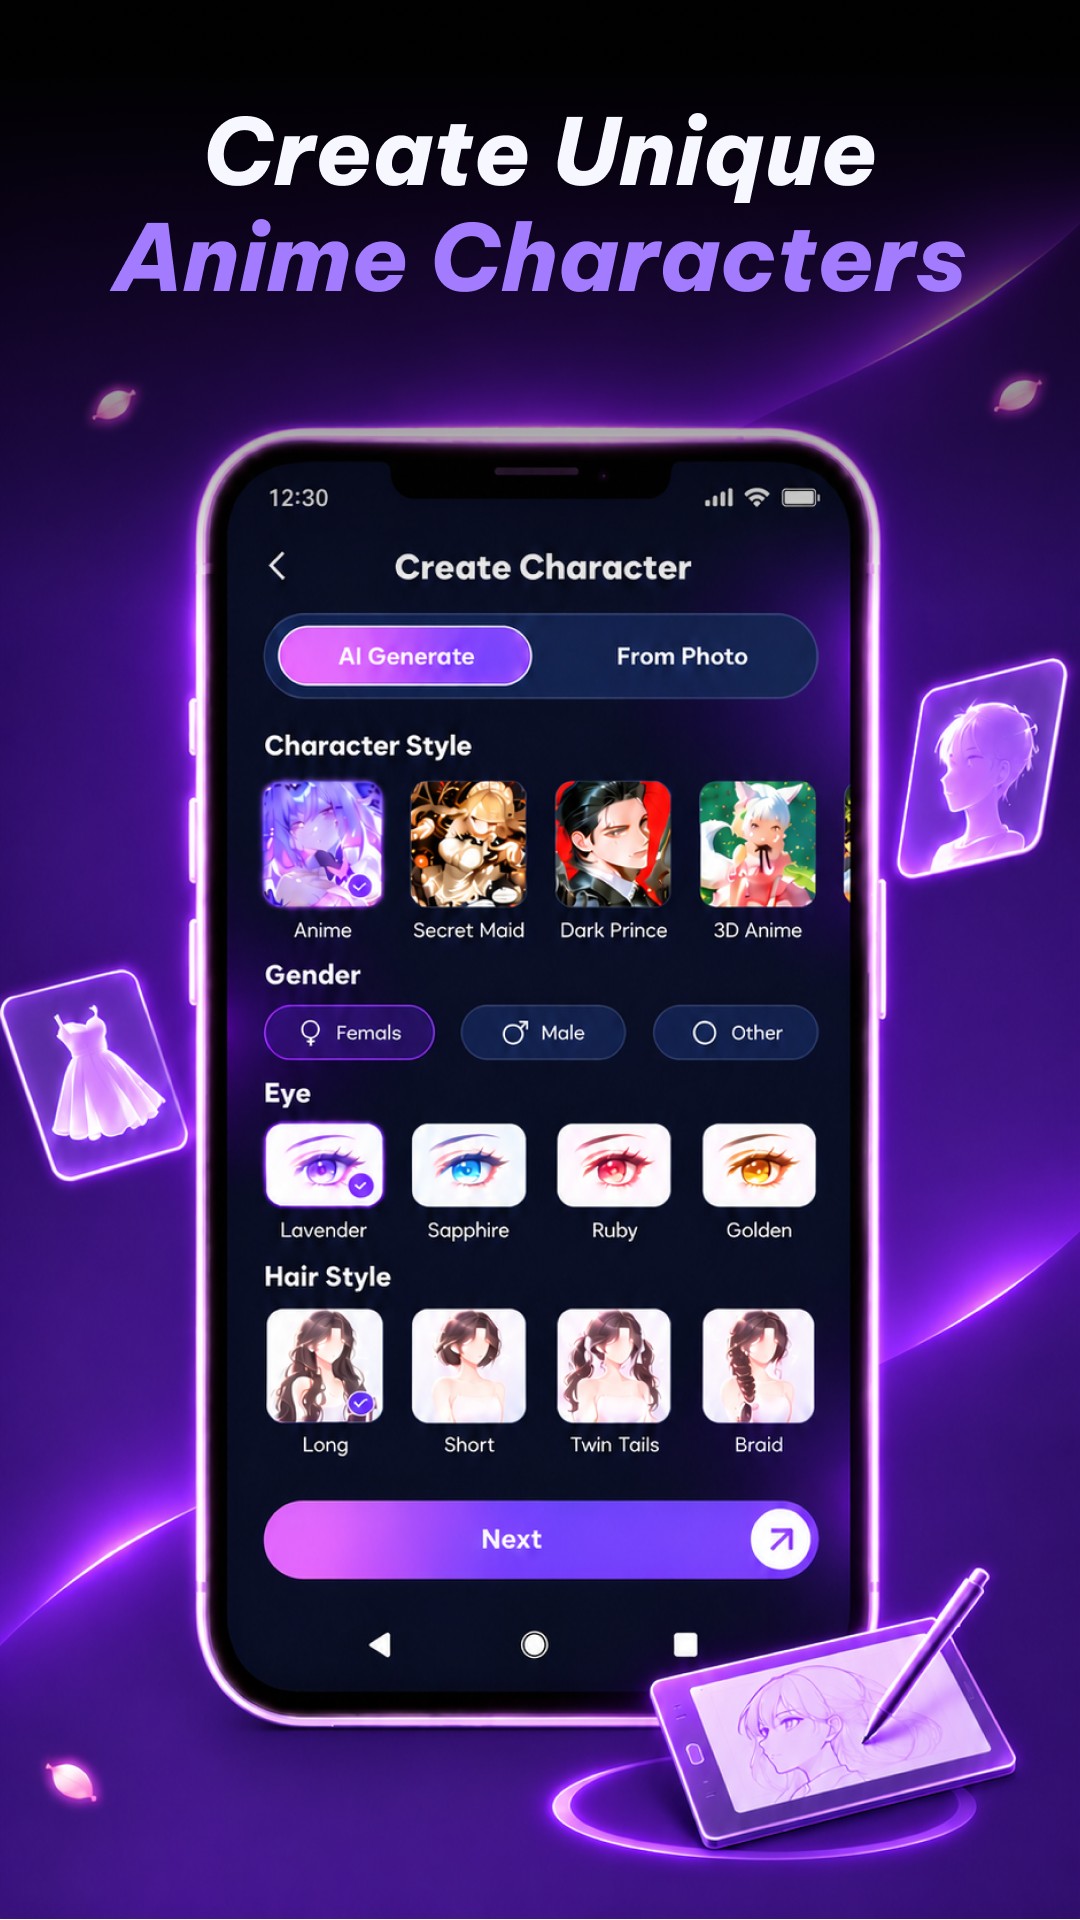 Create Unique
Anime Characters
12:30
Create Character
AI Generate
From Photo
Character Style
Anime
Secret Maid
Dark Prince
3D Anime
Gender
Femals
Male
Other
Eye
Lavender
Sapphire
Ruby
Golden
Hair Style
Long
Short
Twin Tails
Braid
Next